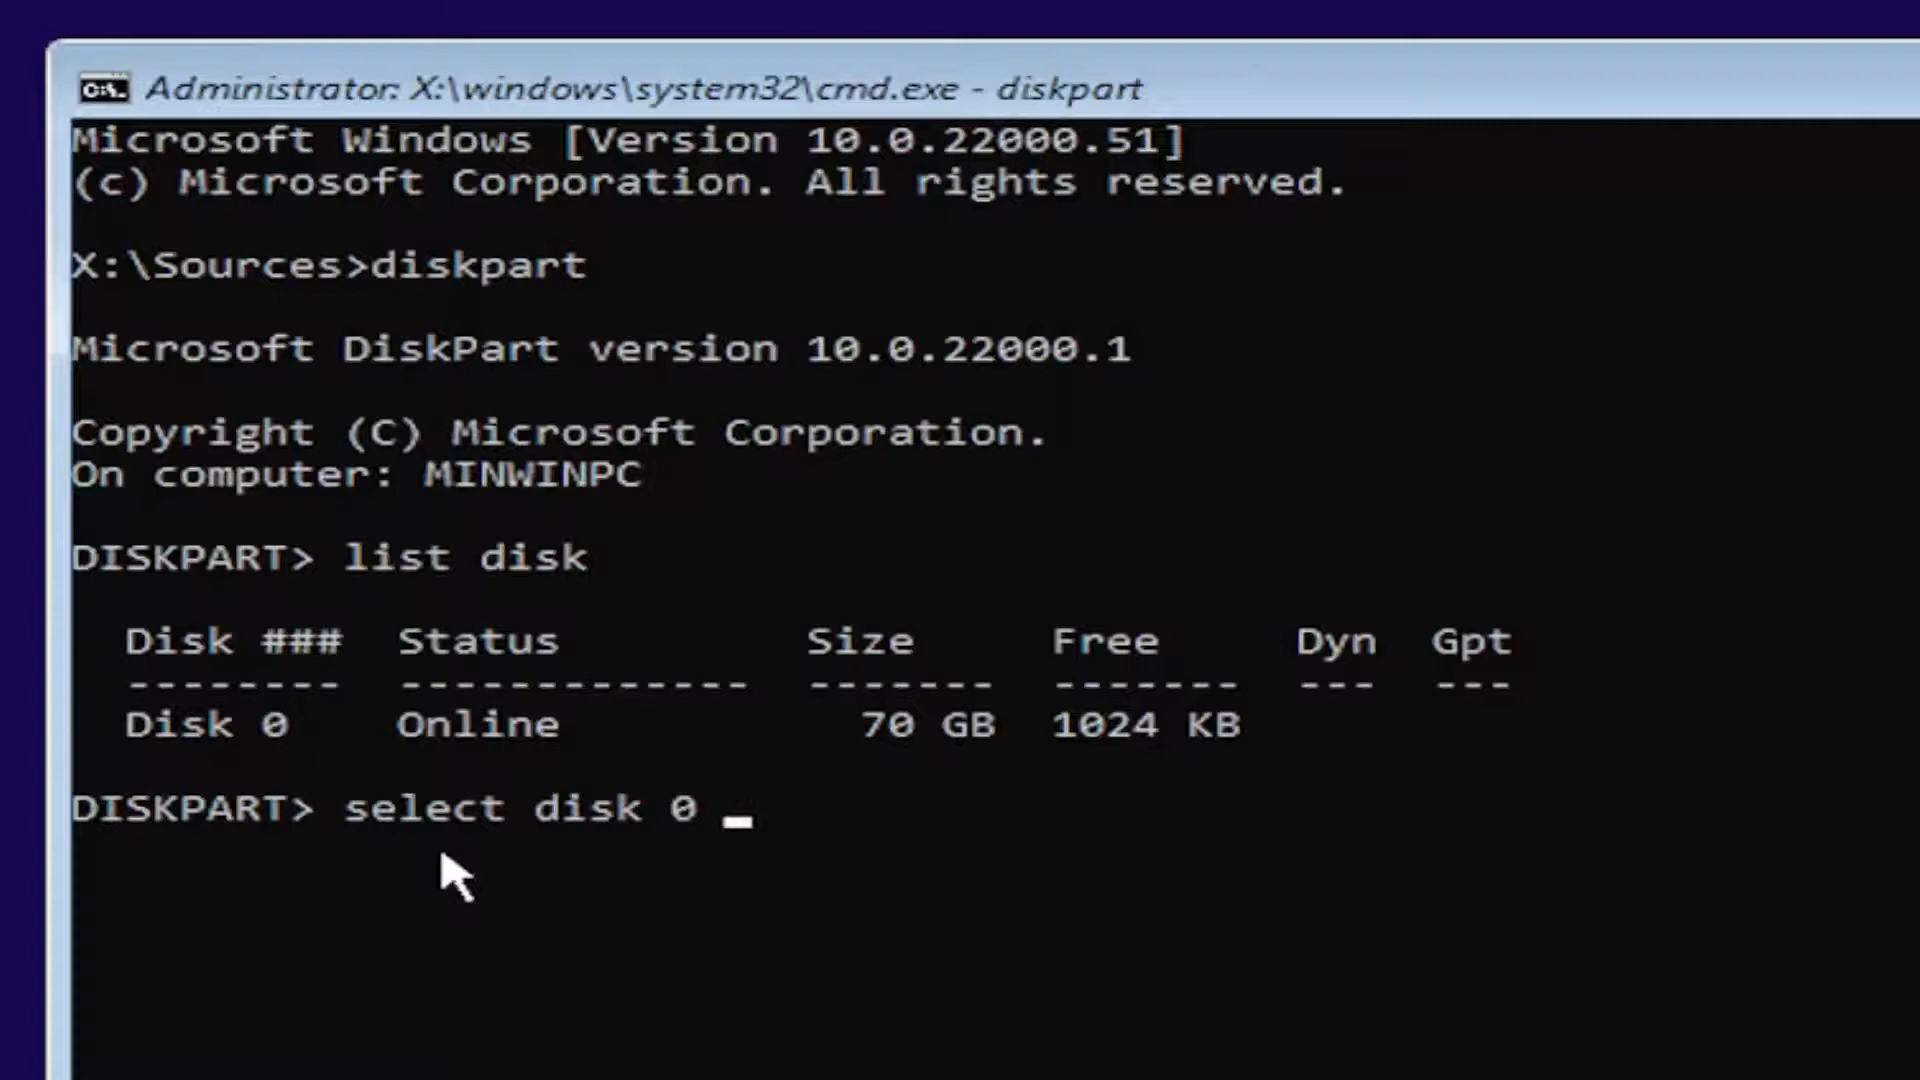 Administrator: X:\windows\system32\cmd.exe - diskpart
Microsoft Windows [Version 10.0.22000.51]
(c) Microsoft Corporation. All rights reserved.
X:\Sources>diskpart
Microsoft DiskPart version 10.0.22000.1
Copyright (C) Microsoft Corporation.
On computer: MINWINPC
DISKPART> list disk
Disk ###  Status         Size     Free     Dyn  Gpt
--------  -------------  -------  -------  ---  ---
Disk 0    Online           70 GB  1024 KB
DISKPART> select disk 0